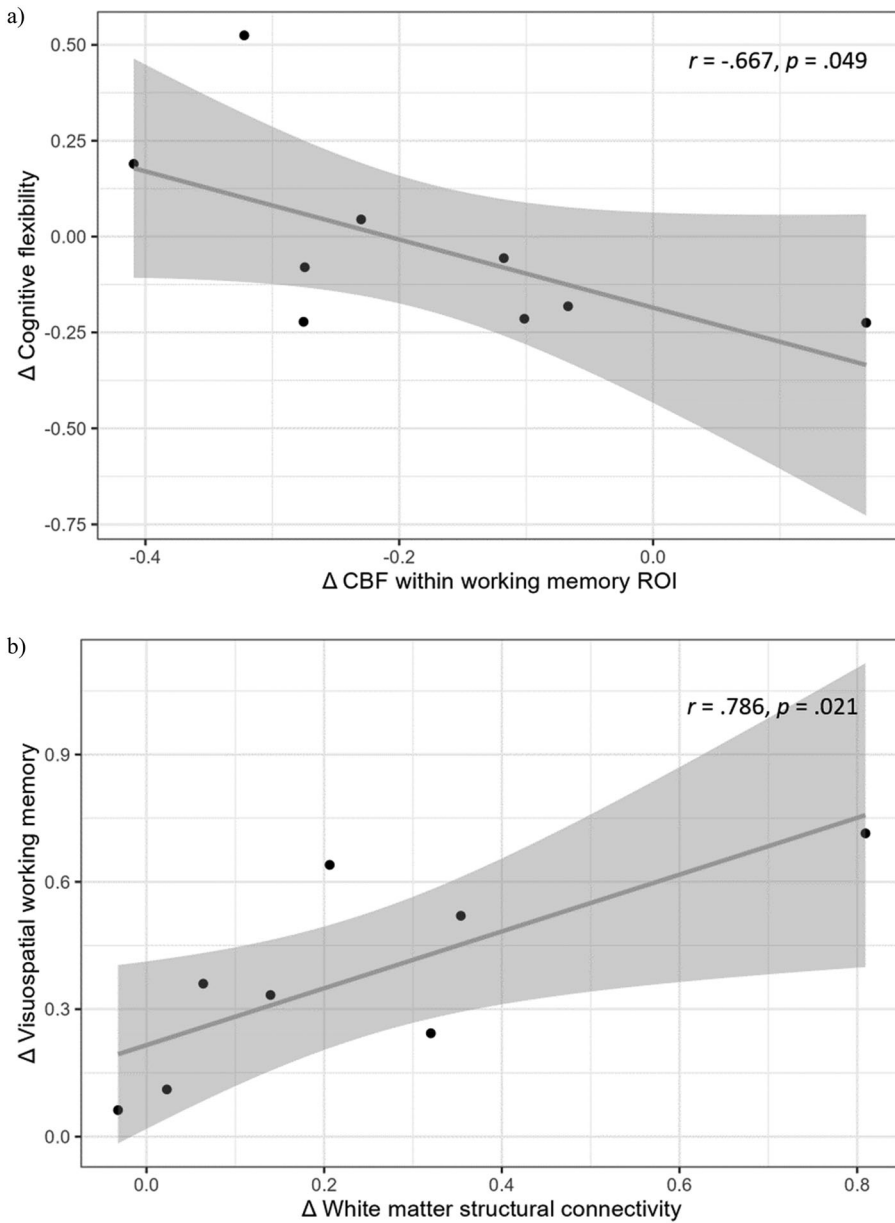 a)
r = -.667, p = .049
0.50
0.25
0.00
-0.25
-0.50
-0.75
Δ Cognitive flexibility
-0.4 -0.2 0.0
Δ CBF within working memory ROI
b)
r = .786, p = .021
0.9
0.6
0.3
0.0
Δ Visuospatial working memory
0.0 0.2 0.4 0.6 0.8
Δ White matter structural connectivity